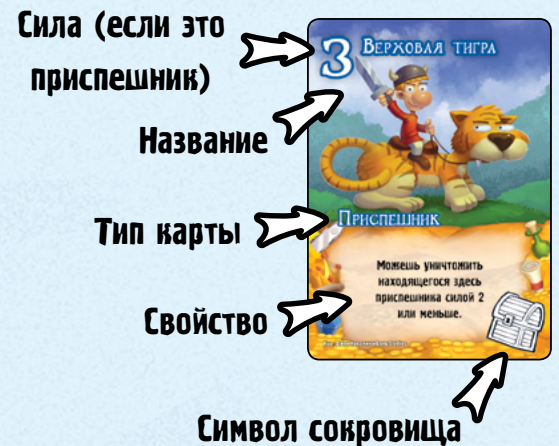 Сила (если это
приспешник)
Название
Тип карты
Свойство
Символ сокровища
3
Верховая тигра
Приспешник
Можешь уничтожить
находящегося здесь
приспешника силой 2
или меньше.